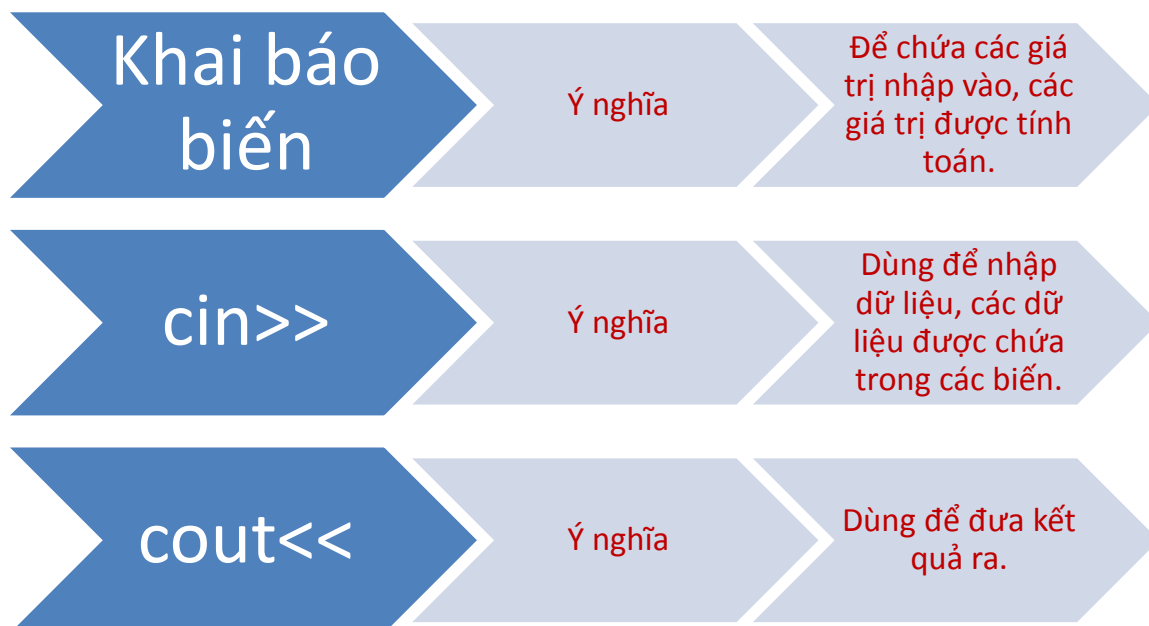 Khai báo
biến
Ý nghĩa
Để chứa các giá
trị nhập vào, các
giá trị được tính
toán.
cin>>
Ý nghĩa
Dùng để nhập
dữ liệu, các dữ
liệu được chứa
trong các biến.
cout<<
Ý nghĩa
Dùng để đưa kết
quả ra.